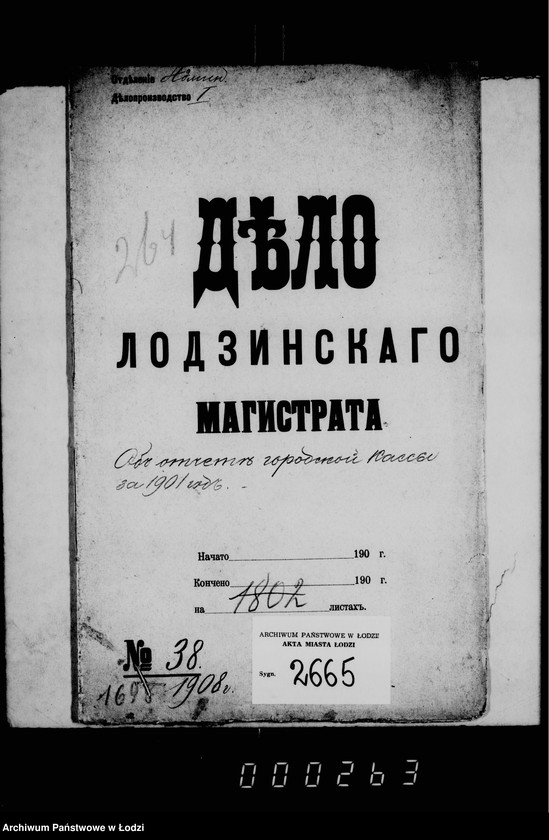 Отдѣленіе Админ.
Дѣлопроизводство I
264
ДѢЛО
ЛОДЗИНСКАГО
МАГИСТРАТА.
Объ отчетѣ городской кассы
за 1901 годъ. -
Начато 190 г.
Кончено 190 г.
на 1802 листахъ.
№ 38.
1908 г.
ARCHIWUM PAŃSTWOWE W ŁODZI
AKTA MIASTA ŁODZI
Sygn. 2665
000263
Archiwum Państwowe w Łodzi